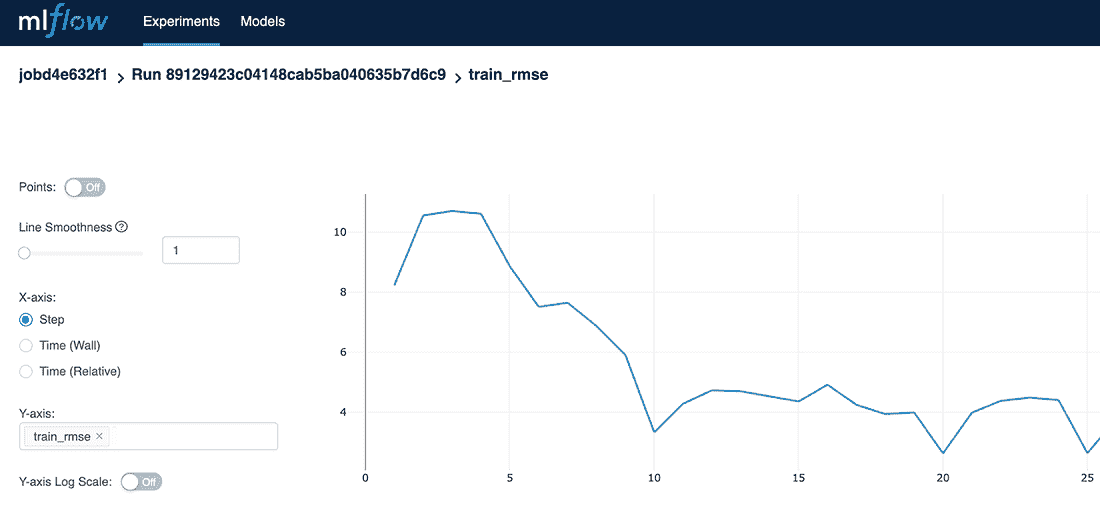 mlflow Experiments Models
jobd4e632f1 > Run 89129423c04148cab5ba040635b7d6c9 > train_rmse
Points: Off
Line Smoothness ?
1
X-axis:
Step
Time (Wall)
Time (Relative)
Y-axis:
train_rmse ×
Y-axis Log Scale: Off
10
8
6
4
0 5 10 15 20 25